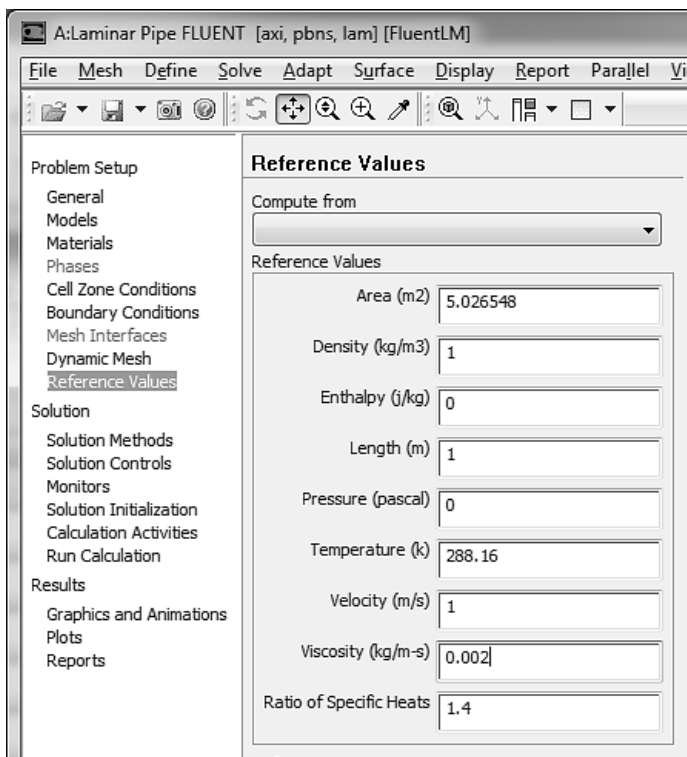 A:Laminar Pipe FLUENT [axi, pbns, lam] [FluentLM]
File Mesh Define Solve Adapt Surface Display Report Parallel Vi
Problem Setup
General
Models
Materials
Phases
Cell Zone Conditions
Boundary Conditions
Mesh Interfaces
Dynamic Mesh
Reference Values
Solution
Solution Methods
Solution Controls
Monitors
Solution Initialization
Calculation Activities
Run Calculation
Results
Graphics and Animations
Plots
Reports
Reference Values
Compute from
Reference Values
Area (m2) 5.026548
Density (kg/m3) 1
Enthalpy (j/kg) 0
Length (m) 1
Pressure (pascal) 0
Temperature (k) 288.16
Velocity (m/s) 1
Viscosity (kg/m-s) 0.002
Ratio of Specific Heats 1.4